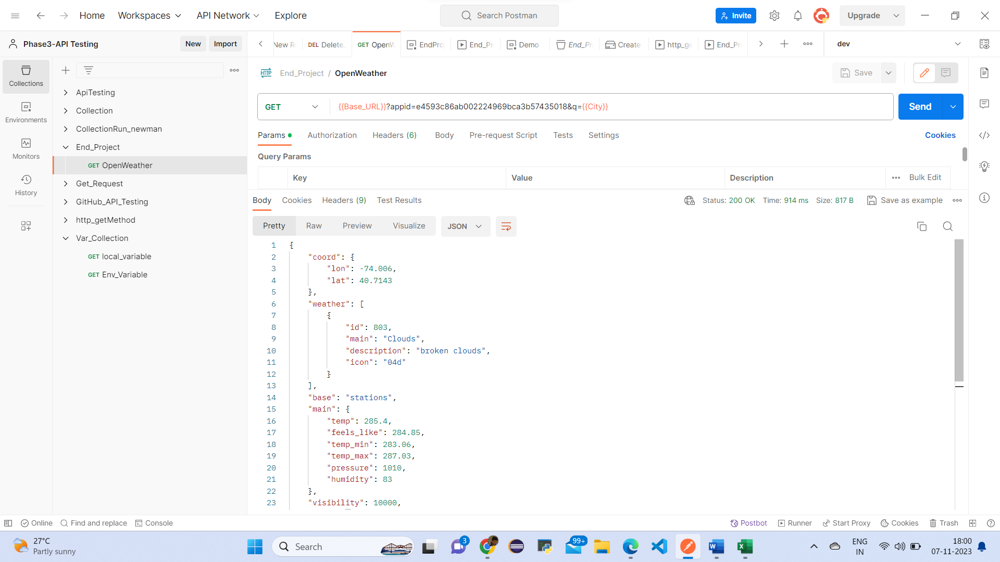 Home Workspaces API Network Explore Search Postman Invite Upgrade
Phase3-API Testing New Import New R DEL Delete_ GET OpenW EndPro End_Pr Demo End_Pr Create http_ge End_Pr dev
Collections
Environments
Monitors
History
ApiTesting
Collection
CollectionRun_newman
End_Project
GET OpenWeather
Get_Request
GitHub_API_Testing
http_getMethod
Var_Collection
GET local_variable
GET Env_Variable
HTTP End_Project / OpenWeather Save
GET {{Base_URL}}?appid=e4593c86ab002224969bca3b57435018&q={{City}} Send
Params Authorization Headers (6) Body Pre-request Script Tests Settings Cookies
Query Params
Key Value Description Bulk Edit
Body Cookies Headers (9) Test Results Status: 200 OK Time: 914 ms Size: 817 B Save as example
Pretty Raw Preview Visualize JSON
1 {
2 "coord": {
3 "lon": -74.006,
4 "lat": 40.7143
5 },
6 "weather": [
7 {
8 "id": 803,
9 "main": "Clouds",
10 "description": "broken clouds",
11 "icon": "04d"
12 }
13 ],
14 "base": "stations",
15 "main": {
16 "temp": 285.4,
17 "feels_like": 284.85,
18 "temp_min": 283.06,
19 "temp_max": 287.03,
20 "pressure": 1010,
21 "humidity": 83
22 },
23 "visibility": 10000,
Online Find and replace Console Postbot Runner Start Proxy Cookies Trash
27°C
Partly sunny
Search
3
99+
ENG
IN
18:00
07-11-2023